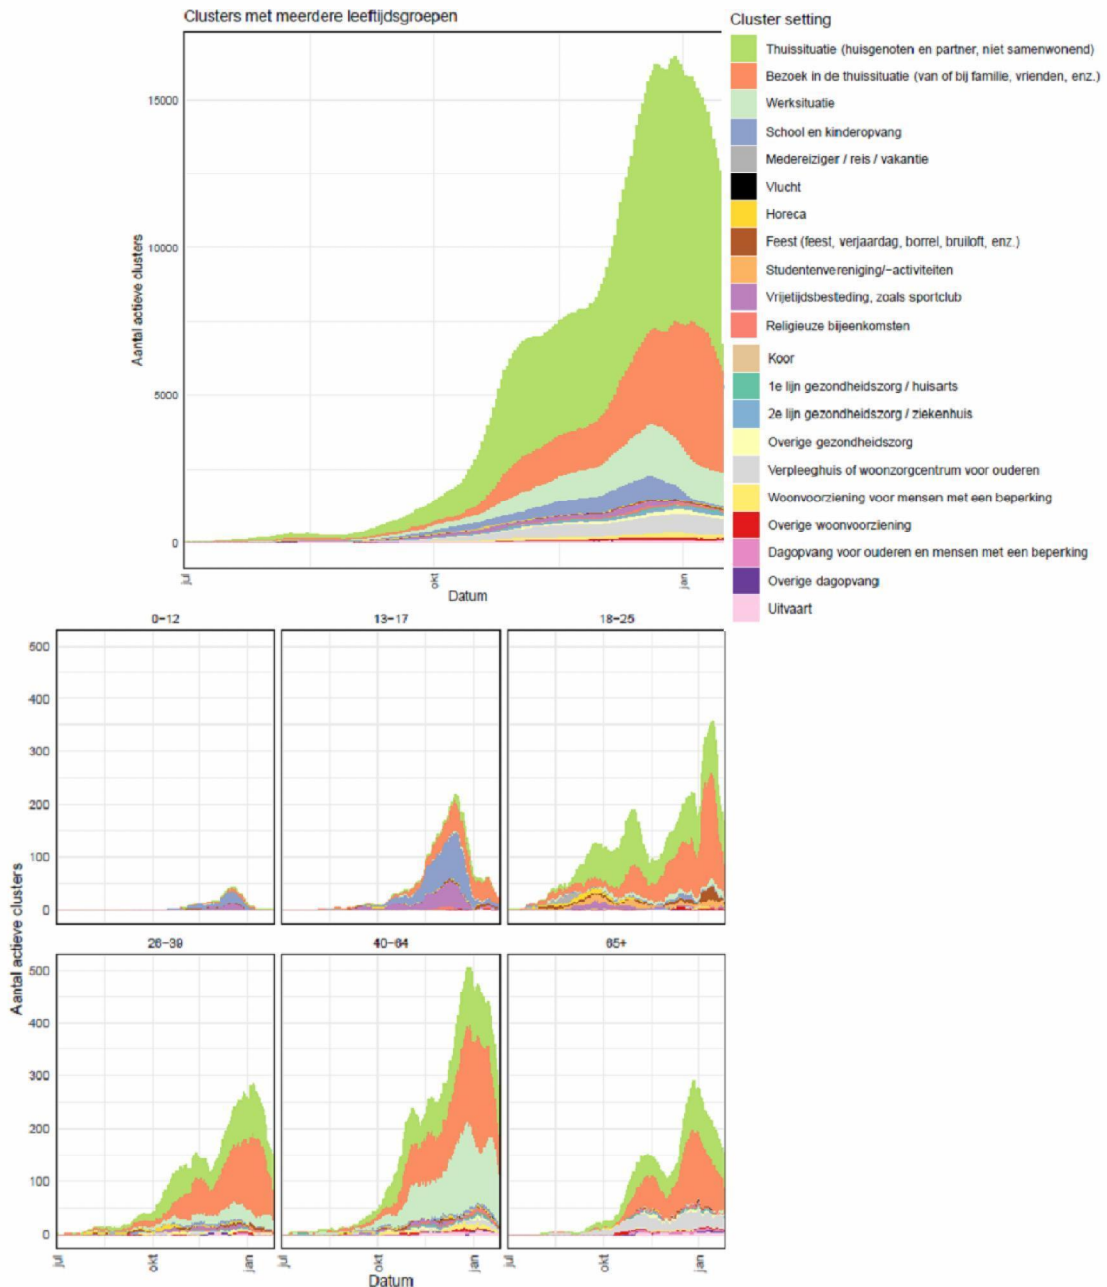 Clusters met meerdere leeftijdsgroepen
Aantal actieve clusters
15000
10000
5000
0
jul
okt
jan
Datum
Cluster setting
Thuissituatie (huisgenoten en partner, niet samenwonend)
Bezoek in de thuissituatie (van of bij familie, vrienden, enz.)
Werksituatie
School en kinderopvang
Medereiziger / reis / vakantie
Vlucht
Horeca
Feest (feest, verjaardag, borrel, bruiloft, enz.)
Studentenvereniging/-activiteiten
Vrijetijdsbesteding, zoals sportclub
Religieuze bijeenkomsten
Koor
1e lijn gezondheidszorg / huisarts
2e lijn gezondheidszorg / ziekenhuis
Overige gezondheidszorg
Verpleeghuis of woonzorgcentrum voor ouderen
Woonvoorziening voor mensen met een beperking
Overige woonvoorziening
Dagopvang voor ouderen en mensen met een beperking
Overige dagopvang
Uitvaart
Aantal actieve clusters
0-12
13-17
18-25
500
400
300
200
100
0
26-39
40-64
65+
500
400
300
200
100
0
jul
okt
jan
jul
okt
jan
jul
okt
jan
Datum